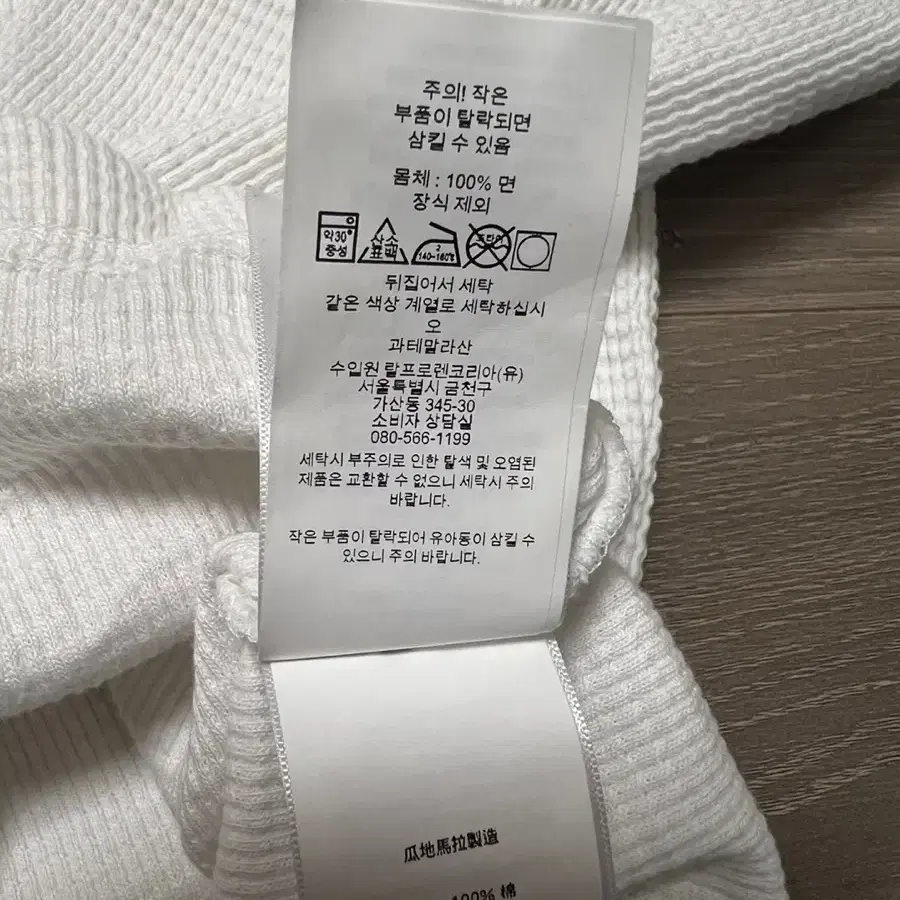 주의! 작은
부품이 탈락되면
삼킬 수 있음
몸체 : 100% 면
장식 제외
약30°
중성
산소
표백
2
140~160℃
드라이
뒤집어서 세탁
같은 색상 계열로 세탁하십시
오
과테말라산
수입원 랄프로렌코리아(유)
서울특별시 금천구
가산동 345-30
소비자 상담실
080-566-1199
세탁시 부주의로 인한 탈색 및 오염된
제품은 교환할 수 없으니 세탁시 주의
바랍니다.
작은 부품이 탈락되어 유아동이 삼킬 수
있으니 주의 바랍니다.
瓜地馬拉製造
100% 棉